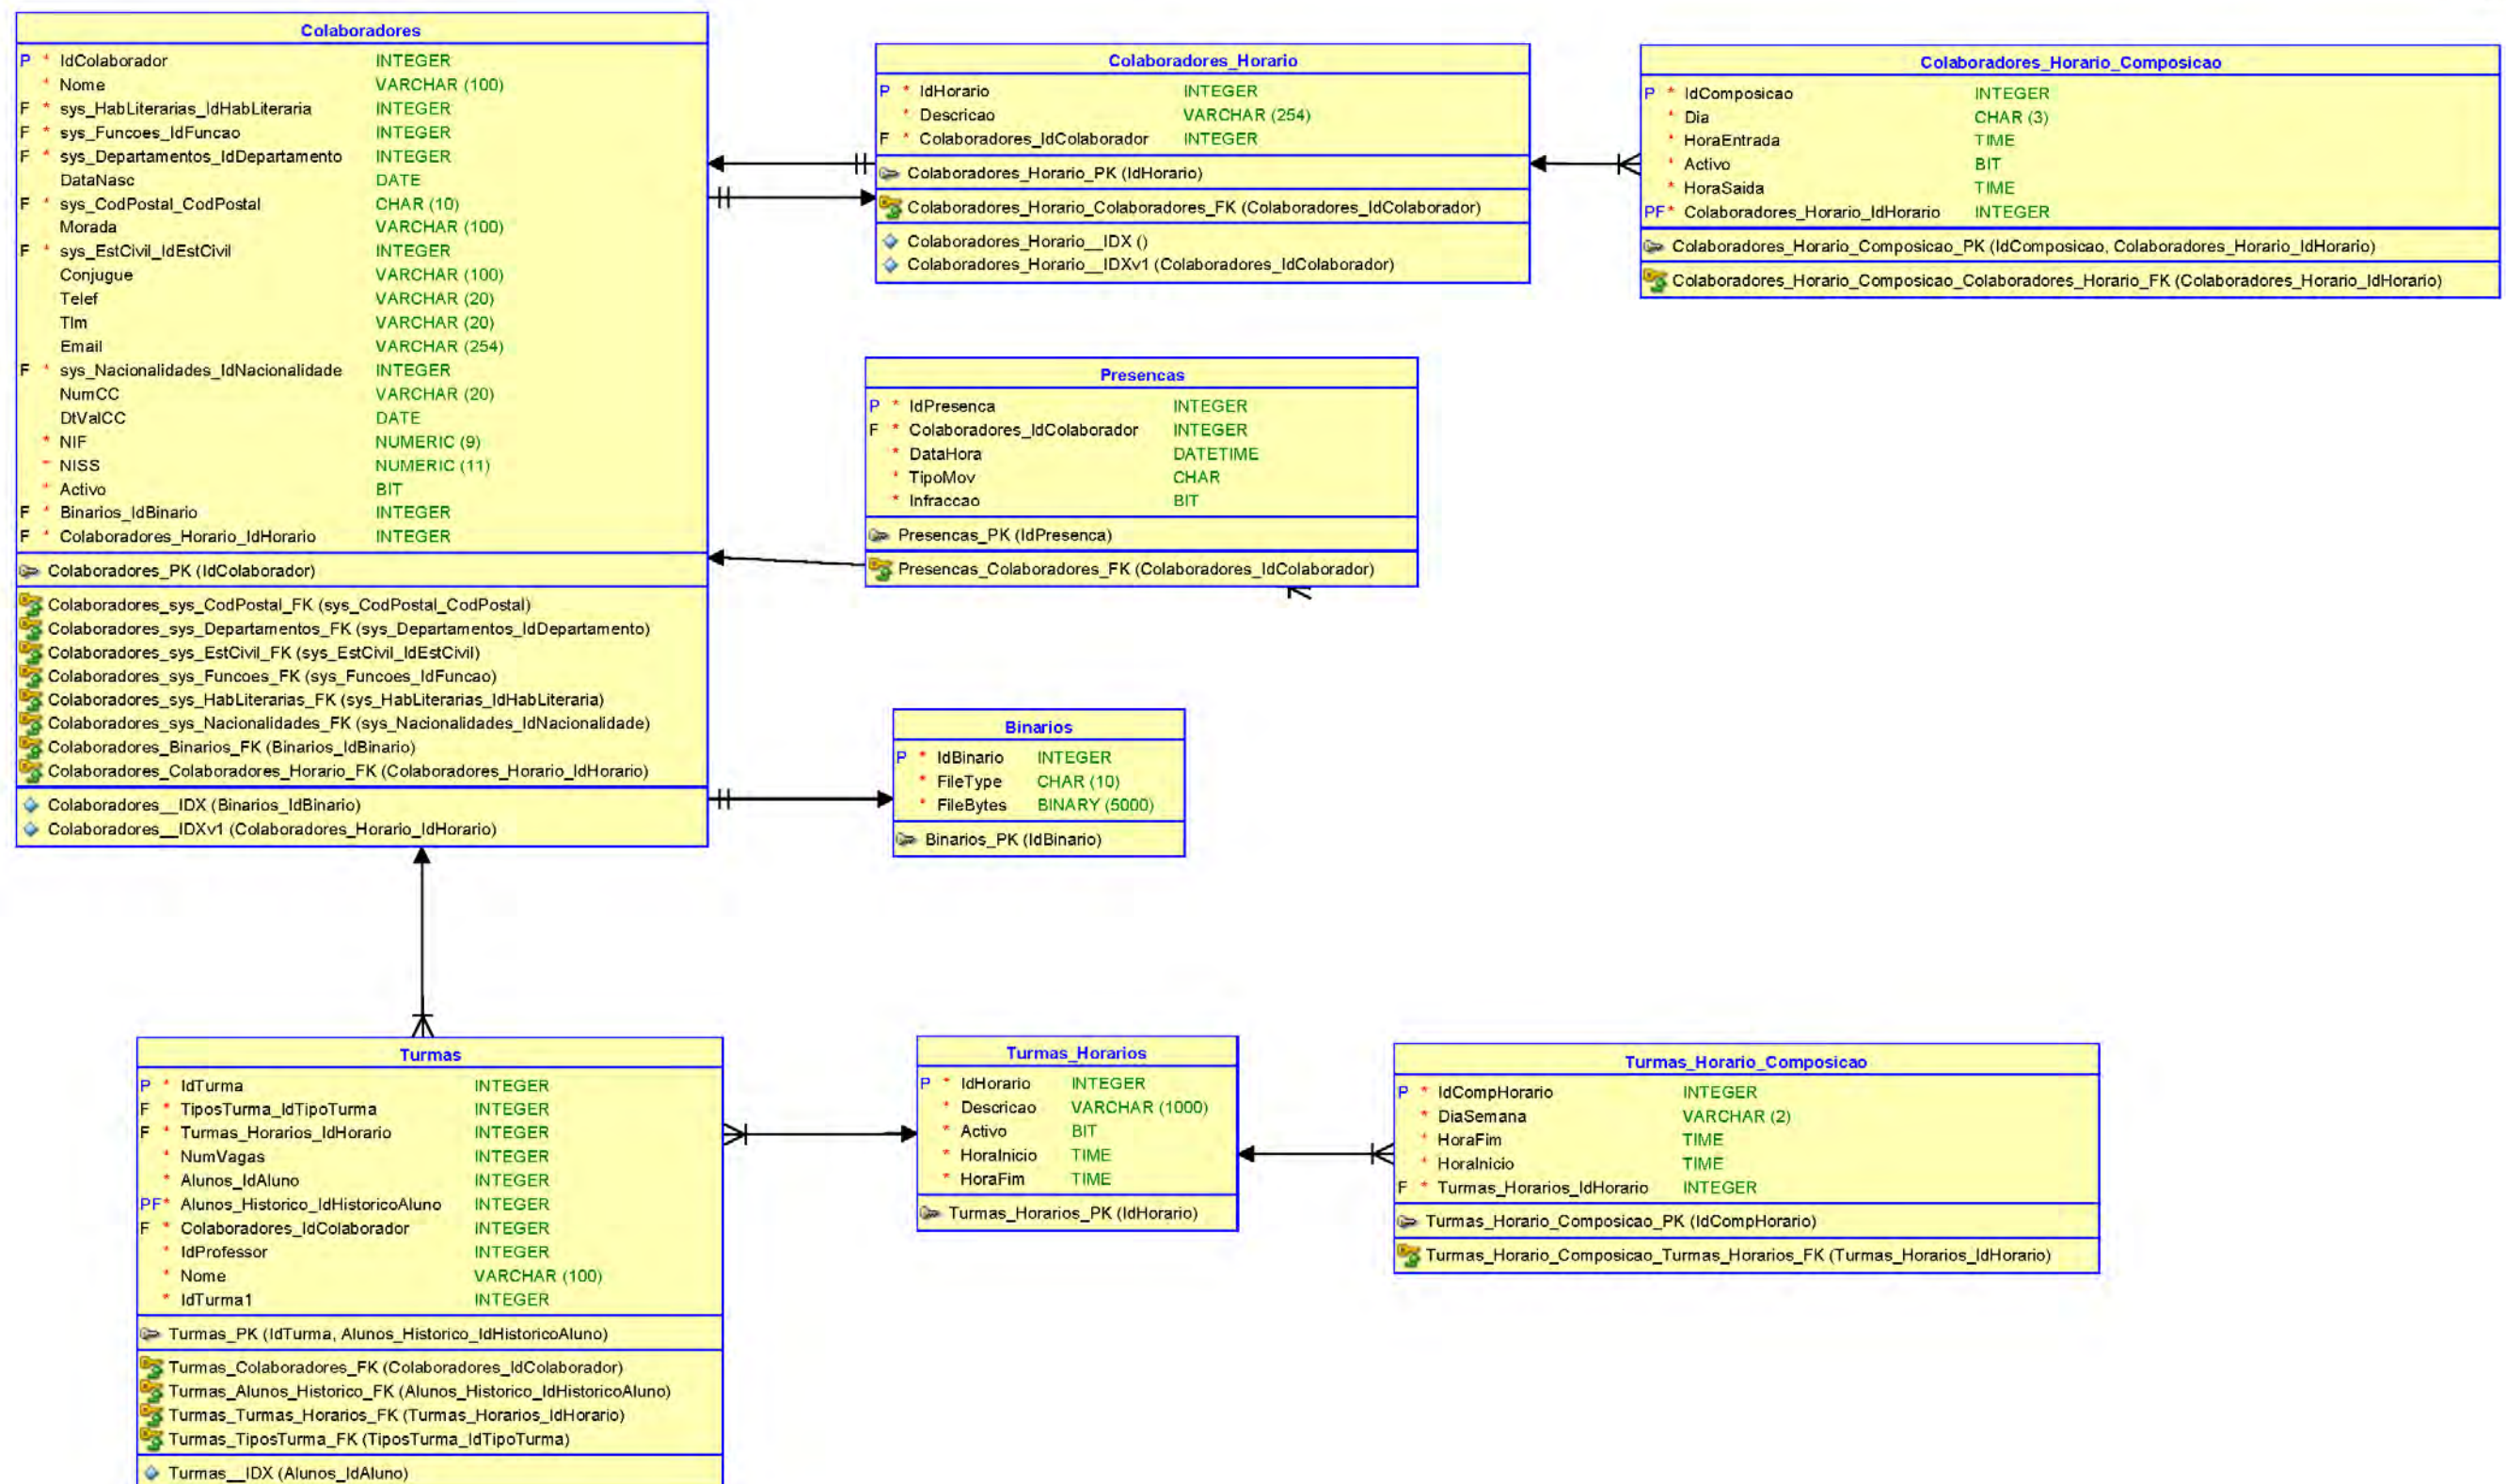 Colaboradores
P * IdColaborador INTEGER
* Nome VARCHAR (100)
F * sys_HabLiterarias_IdHabLiteraria INTEGER
F * sys_Funcoes_IdFuncao INTEGER
F * sys_Departamentos_IdDepartamento INTEGER
DataNasc DATE
F * sys_CodPostal_CodPostal CHAR (10)
Morada VARCHAR (100)
F * sys_EstCivil_IdEstCivil INTEGER
Conjugue VARCHAR (100)
Telef VARCHAR (20)
Tlm VARCHAR (20)
Email VARCHAR (254)
F * sys_Nacionalidades_IdNacionalidade INTEGER
NumCC VARCHAR (20)
DtValCC DATE
* NIF NUMERIC (9)
* NISS NUMERIC (11)
* Activo BIT
F * Binarios_IdBinario INTEGER
F * Colaboradores_Horario_IdHorario INTEGER
Colaboradores_PK (IdColaborador)
Colaboradores_sys_CodPostal_FK (sys_CodPostal_CodPostal)
Colaboradores_sys_Departamentos_FK (sys_Departamentos_IdDepartamento)
Colaboradores_sys_EstCivil_FK (sys_EstCivil_IdEstCivil)
Colaboradores_sys_Funcoes_FK (sys_Funcoes_IdFuncao)
Colaboradores_sys_HabLiterarias_FK (sys_HabLiterarias_IdHabLiteraria)
Colaboradores_sys_Nacionalidades_FK (sys_Nacionalidades_IdNacionalidade)
Colaboradores_Binarios_FK (Binarios_IdBinario)
Colaboradores_Colaboradores_Horario_FK (Colaboradores_Horario_IdHorario)
Colaboradores__IDX (Binarios_IdBinario)
Colaboradores__IDXv1 (Colaboradores_Horario_IdHorario)
Colaboradores_Horario
P * IdHorario INTEGER
* Descricao VARCHAR (254)
F * Colaboradores_IdColaborador INTEGER
Colaboradores_Horario_PK (IdHorario)
Colaboradores_Horario_Colaboradores_FK (Colaboradores_IdColaborador)
Colaboradores_Horario__IDX ()
Colaboradores_Horario__IDXv1 (Colaboradores_IdColaborador)
Colaboradores_Horario_Composicao
P * IdComposicao INTEGER
* Dia CHAR (3)
* HoraEntrada TIME
* Activo BIT
* HoraSaida TIME
PF* Colaboradores_Horario_IdHorario INTEGER
Colaboradores_Horario_Composicao_PK (IdComposicao, Colaboradores_Horario_IdHorario)
Colaboradores_Horario_Composicao_Colaboradores_Horario_FK (Colaboradores_Horario_IdHorario)
Presencas
P * IdPresenca INTEGER
F * Colaboradores_IdColaborador INTEGER
* DataHora DATETIME
* TipoMov CHAR
* Infraccao BIT
Presencas_PK (IdPresenca)
Presencas_Colaboradores_FK (Colaboradores_IdColaborador)
Binarios
P * IdBinario INTEGER
* FileType CHAR (10)
* FileBytes BINARY (5000)
Binarios_PK (IdBinario)
Turmas
P * IdTurma INTEGER
F * TiposTurma_IdTipoTurma INTEGER
F * Turmas_Horarios_IdHorario INTEGER
* NumVagas INTEGER
* Alunos_IdAluno INTEGER
PF* Alunos_Historico_IdHistoricoAluno INTEGER
F * Colaboradores_IdColaborador INTEGER
* IdProfessor INTEGER
* Nome VARCHAR (100)
* IdTurma1 INTEGER
Turmas_PK (IdTurma, Alunos_Historico_IdHistoricoAluno)
Turmas_Colaboradores_FK (Colaboradores_IdColaborador)
Turmas_Alunos_Historico_FK (Alunos_Historico_IdHistoricoAluno)
Turmas_Turmas_Horarios_FK (Turmas_Horarios_IdHorario)
Turmas_TiposTurma_FK (TiposTurma_IdTipoTurma)
Turmas__IDX (Alunos_IdAluno)
Turmas_Horarios
P * IdHorario INTEGER
* Descricao VARCHAR (1000)
* Activo BIT
* HoraInicio TIME
* HoraFim TIME
Turmas_Horarios_PK (IdHorario)
Turmas_Horario_Composicao
P * IdCompHorario INTEGER
* DiaSemana VARCHAR (2)
* HoraFim TIME
* HoraInicio TIME
F * Turmas_Horarios_IdHorario INTEGER
Turmas_Horario_Composicao_PK (IdCompHorario)
Turmas_Horario_Composicao_Turmas_Horarios_FK (Turmas_Horarios_IdHorario)